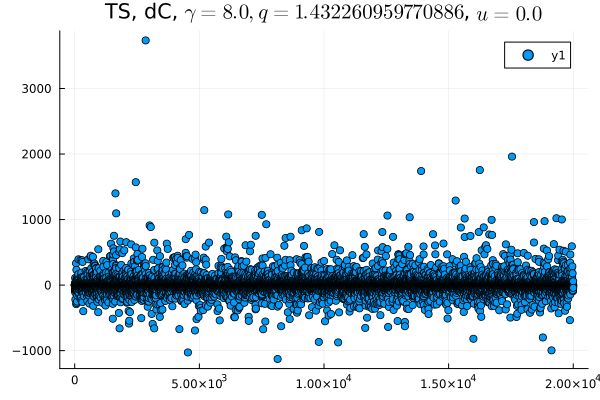 TS, dC, γ = 8.0, q = 1.432260959770886, u = 0.0
y1
3000
2000
1000
0
−1000
0 5.00×10³ 1.00×10⁴ 1.50×10⁴ 2.00×10⁴